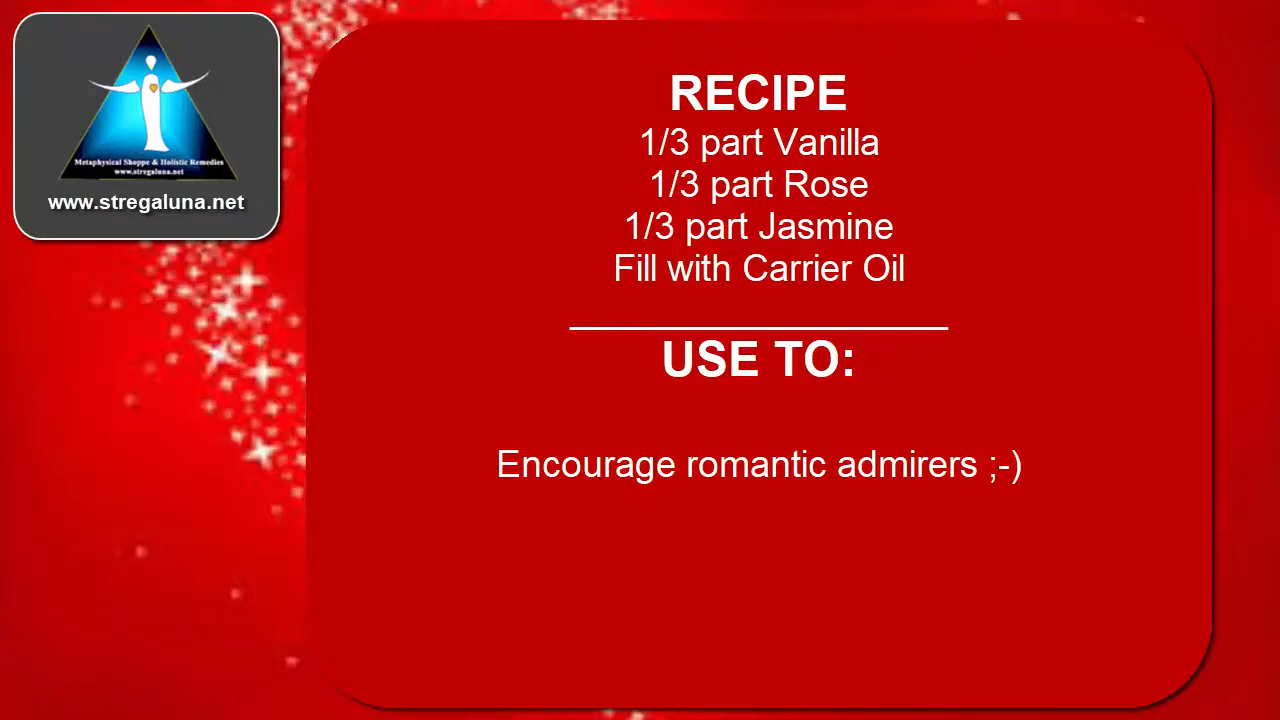 Metaphysical Shoppe & Holistic Remedies
www.stregaluna.net
www.stregaluna.net
RECIPE
1/3 part Vanilla
1/3 part Rose
1/3 part Jasmine
Fill with Carrier Oil
USE TO:
Encourage romantic admirers ;-)